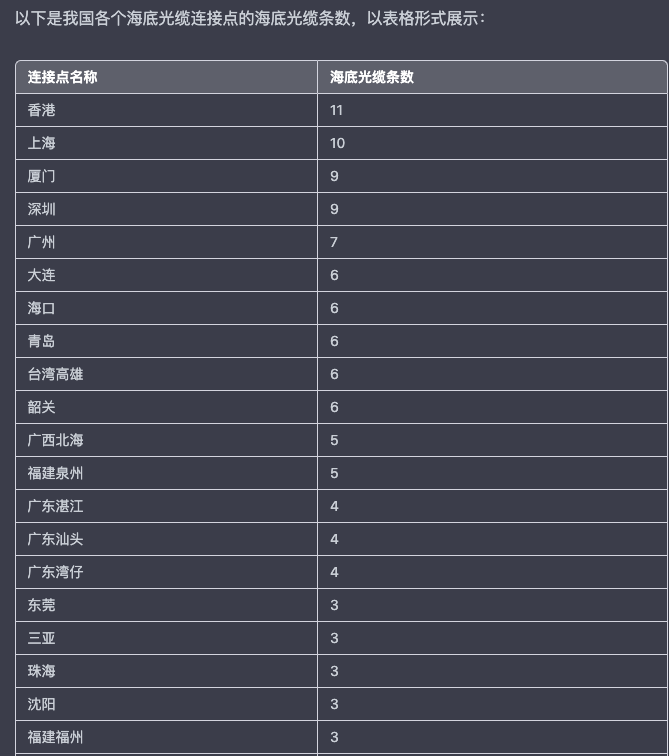 以下是我国各个海底光缆连接点的海底光缆条数，以表格形式展示：
连接点名称 海底光缆条数
香港 11
上海 10
厦门 9
深圳 9
广州 7
大连 6
海口 6
青岛 6
台湾高雄 6
韶关 6
广西北海 5
福建泉州 5
广东湛江 4
广东汕头 4
广东湾仔 4
东莞 3
三亚 3
珠海 3
沈阳 3
福建福州 3